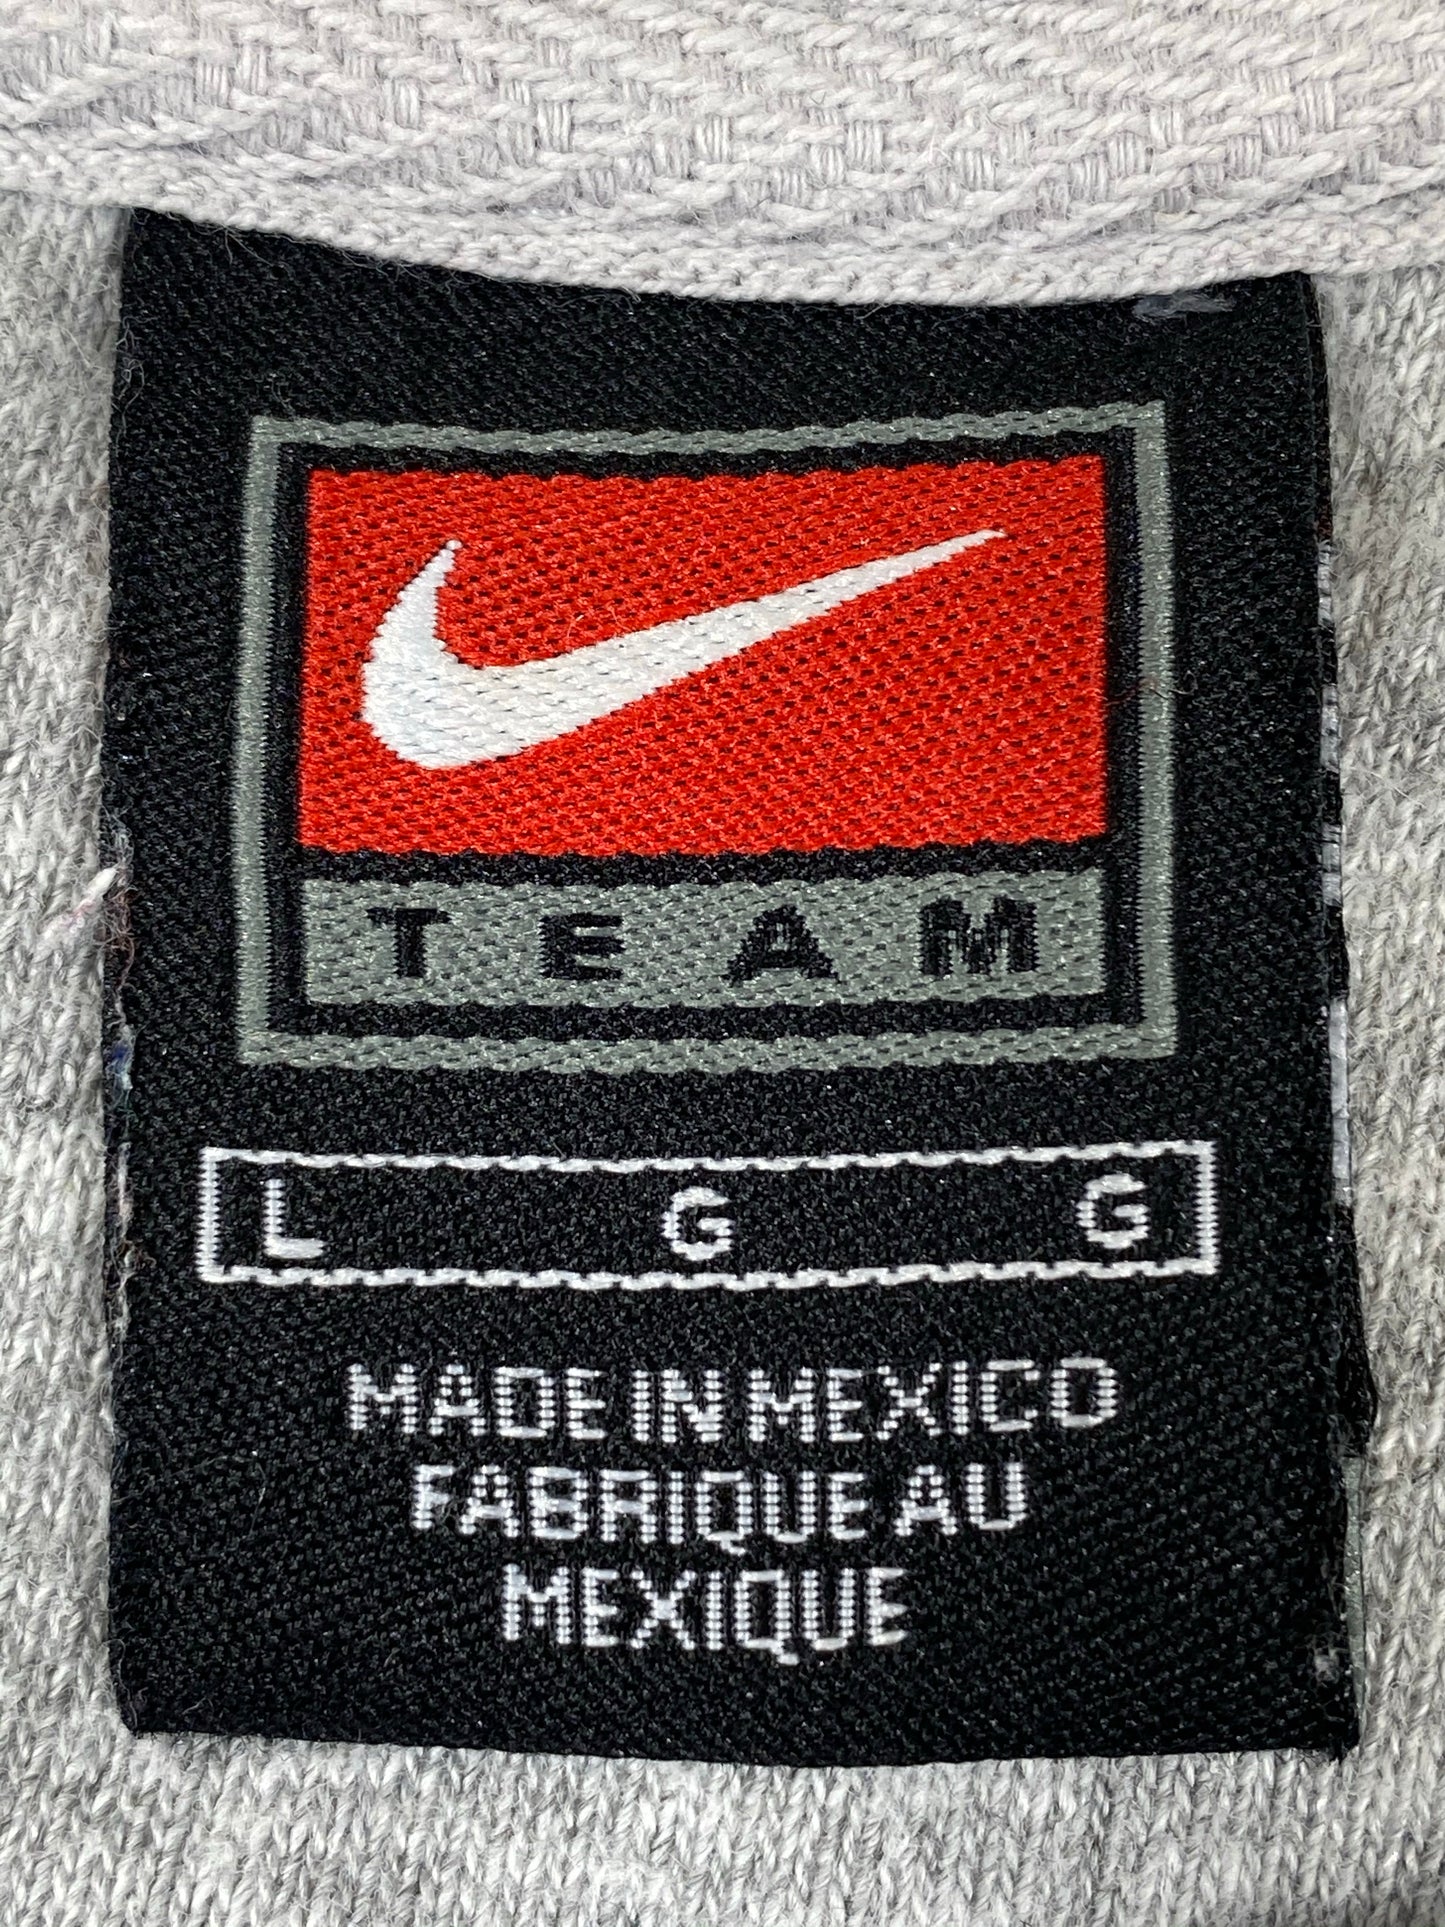 TEAM
L G G
MADE IN MEXICO
FABRIQUE AU
MEXIQUE